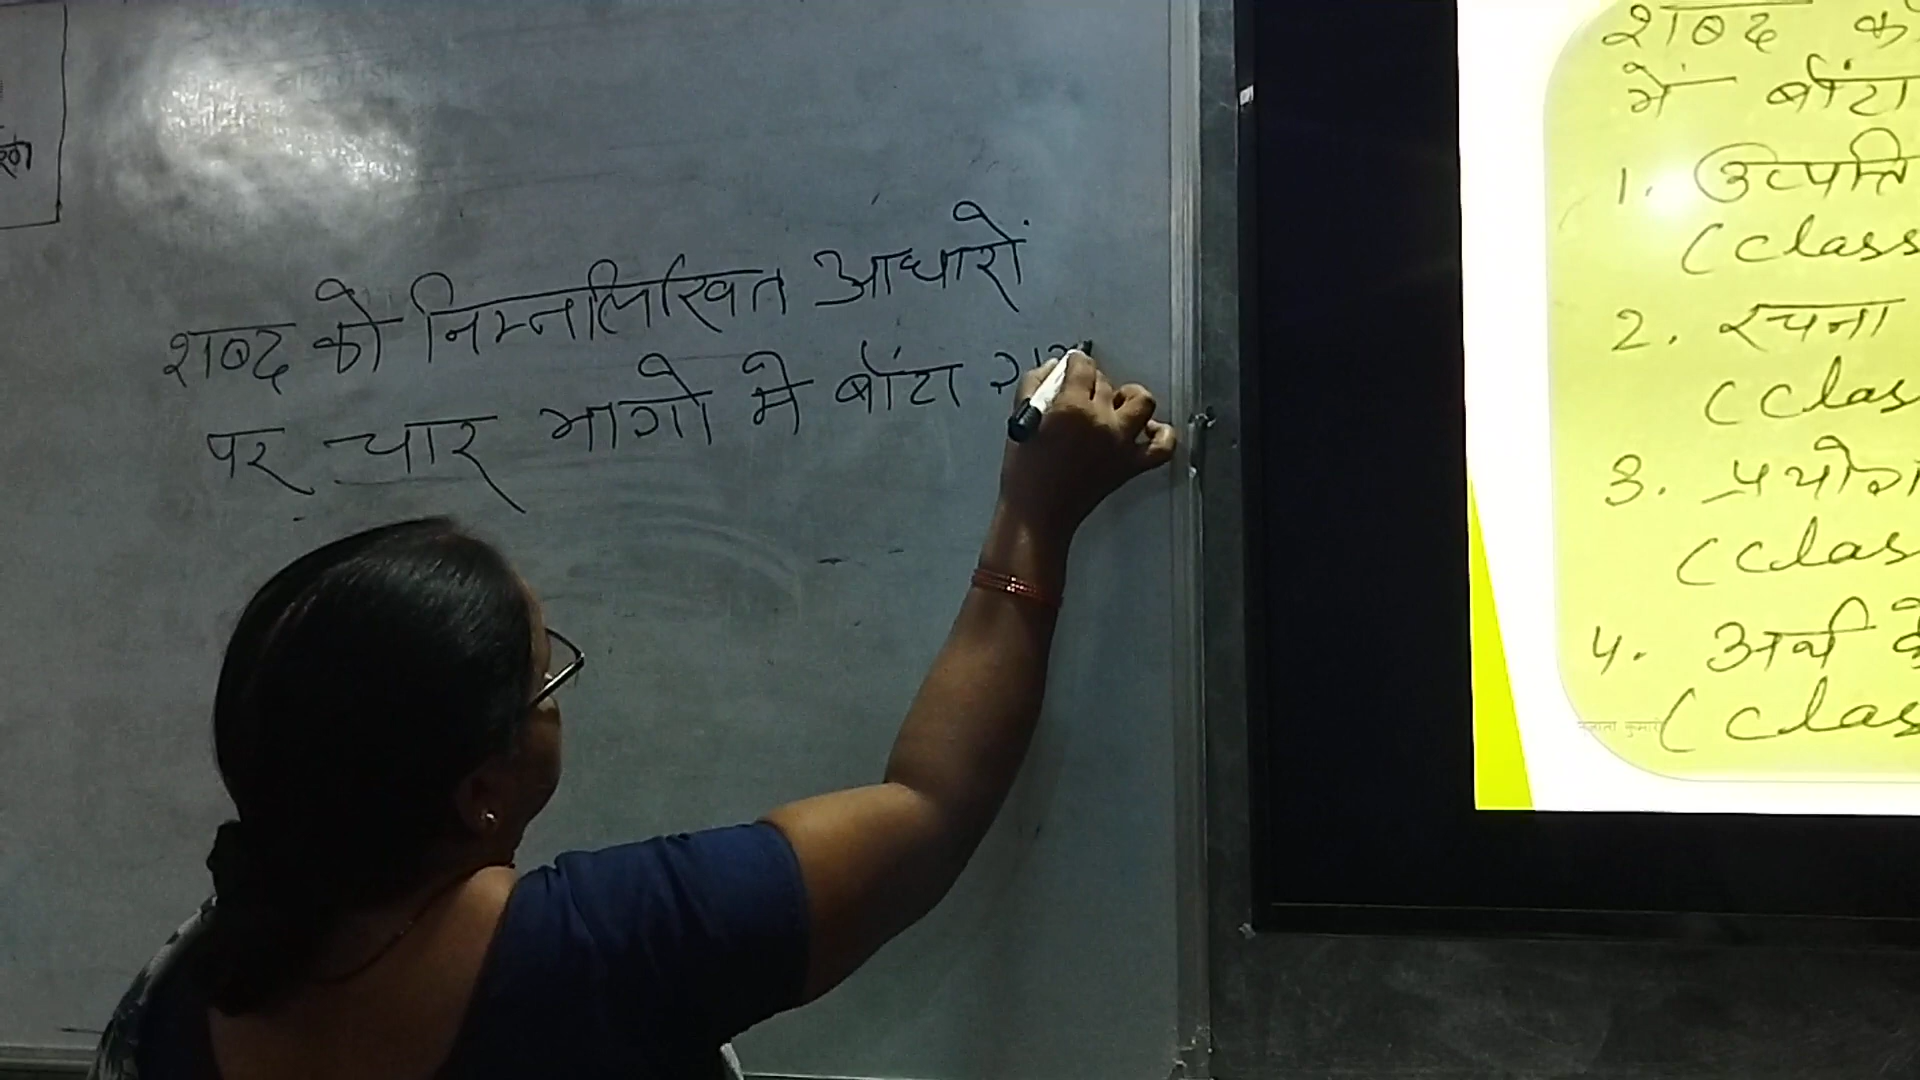 शब्द को निम्नलिखित आधारों
पर चार भागो मे बाँटा
शब्द
में बाँटा
1. उत्पत्ति
(class
2. रचना
(clas
3. प्रयोग
(clas
4. अर्थ
(clas